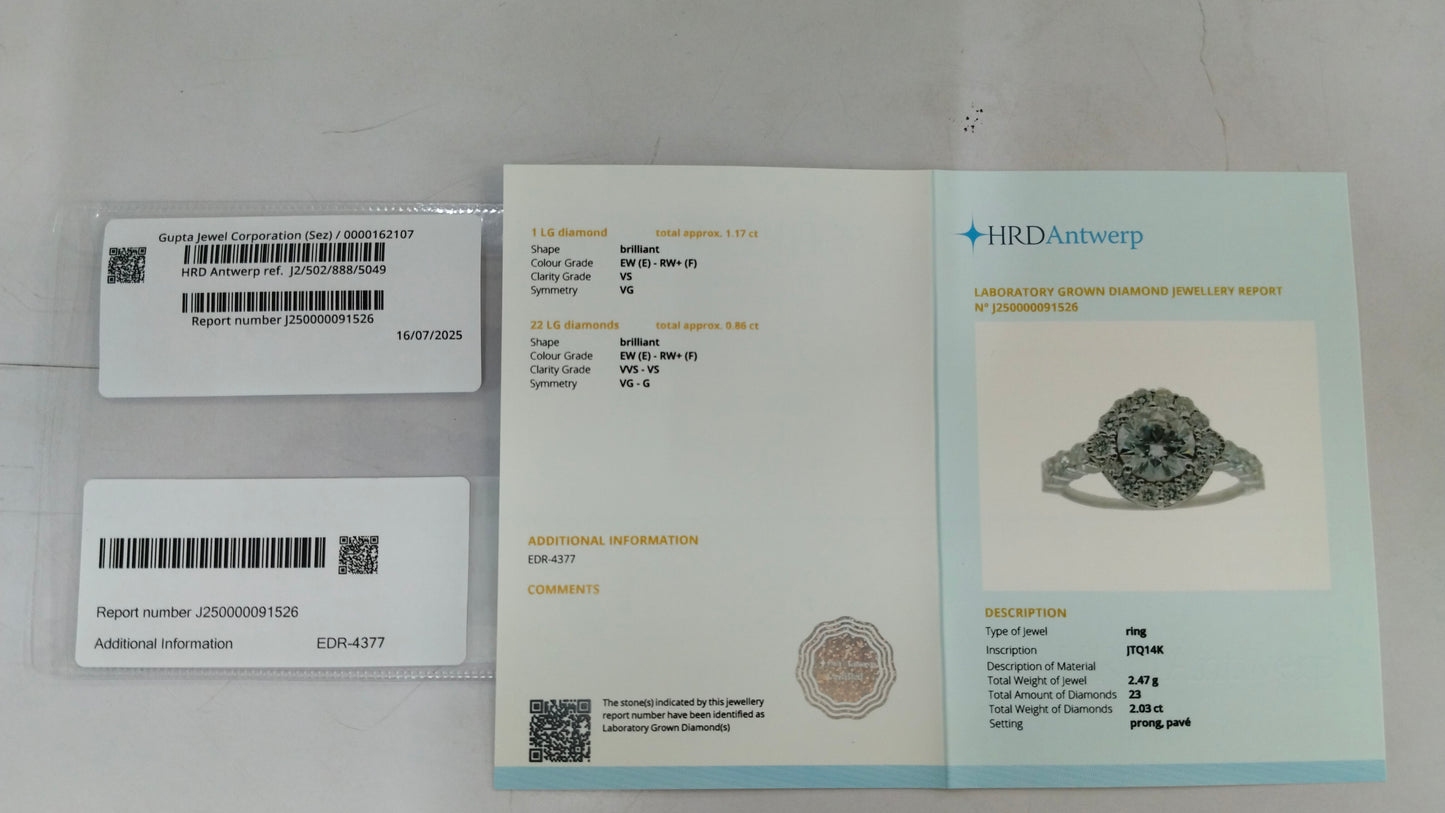 Gupta Jewel Corporation (Sez) / 0000162107
HRD Antwerp ref. J2/502/888/5049
Report number J250000091526
16/07/2025
Report number J250000091526
Additional Information EDR-4377
1 LG diamond total approx. 1.17 ct
Shape brilliant
Colour Grade EW (E) - RW+ (F)
Clarity Grade VS
Symmetry VG
22 LG diamonds total approx. 0.86 ct
Shape brilliant
Colour Grade EW (E) - RW+ (F)
Clarity Grade VVS - VS
Symmetry VG - G
ADDITIONAL INFORMATION
EDR-4377
COMMENTS
The stone(s) indicated by this jewellery
report number have been identified as
Laboratory Grown Diamond(s)
HRDAntwerp
LABORATORY GROWN DIAMOND JEWELLERY REPORT
N° J250000091526
DESCRIPTION
Type of Jewel ring
Inscription JTQ14K
Description of Material
Total Weight of Jewel 2.47 g
Total Amount of Diamonds 23
Total Weight of Diamonds 2.03 ct
Setting prong, pavé